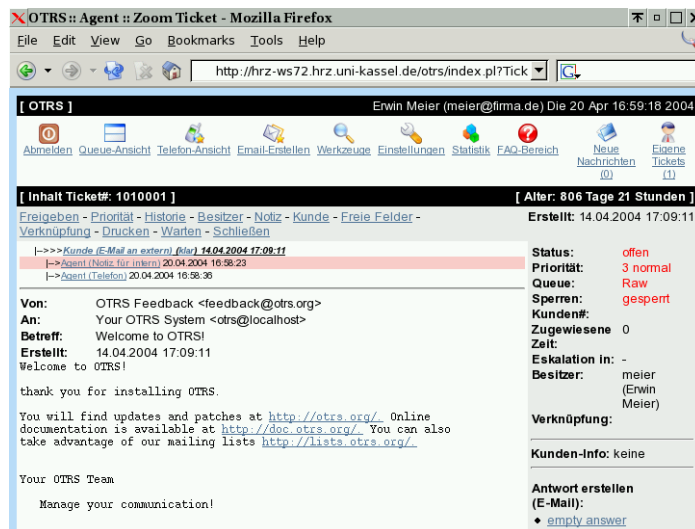 OTRS :: Agent :: Zoom Ticket - Mozilla Firefox
File Edit View Go Bookmarks Tools Help
http://hrz-ws72.hrz.uni-kassel.de/otrs/index.pl?Tick
[ OTRS ] Erwin Meier (meier@firma.de) Die 20 Apr 16:59:18 2004
Abmelden Queue-Ansicht Telefon-Ansicht Email-Erstellen Werkzeuge Einstellungen Statistik FAQ-Bereich Neue Nachrichten (0) Eigene Tickets (1)
[ Inhalt Ticket#: 1010001 ] [ Alter: 806 Tage 21 Stunden ]
Freigeben - Priorität - Historie - Besitzer - Notiz - Kunde - Freie Felder -
Verknüpfung - Drucken - Warten - Schließen
Erstellt: 14.04.2004 17:09:11
|-->>>Kunde (E-Mail an extern) (klar) 14.04.2004 17:09:11
|-->Agent (Notiz für intern) 20.04.2004 16:58:23
|-->Agent (Telefon) 20.04.2004 16:58:36
Von: OTRS Feedback <feedback@otrs.org>
An: Your OTRS System <otrs@localhost>
Betreff: Welcome to OTRS!
Erstellt: 14.04.2004 17:09:11
Welcome to OTRS!
thank you for installing OTRS.
You will find updates and patches at http://otrs.org/. Online
documentation is available at http://doc.otrs.org/. You can also
take advantage of our mailing lists http://lists.otrs.org/.
Your OTRS Team
Manage your communication!
Status: offen
Priorität: 3 normal
Queue: Raw
Sperren: gesperrt
Kunden#:
Zugewiesene 0
Zeit:
Eskalation in: -
Besitzer: meier
(Erwin
Meier)
Verknüpfung:
Kunden-Info: keine
Antwort erstellen
(E-Mail):
empty answer